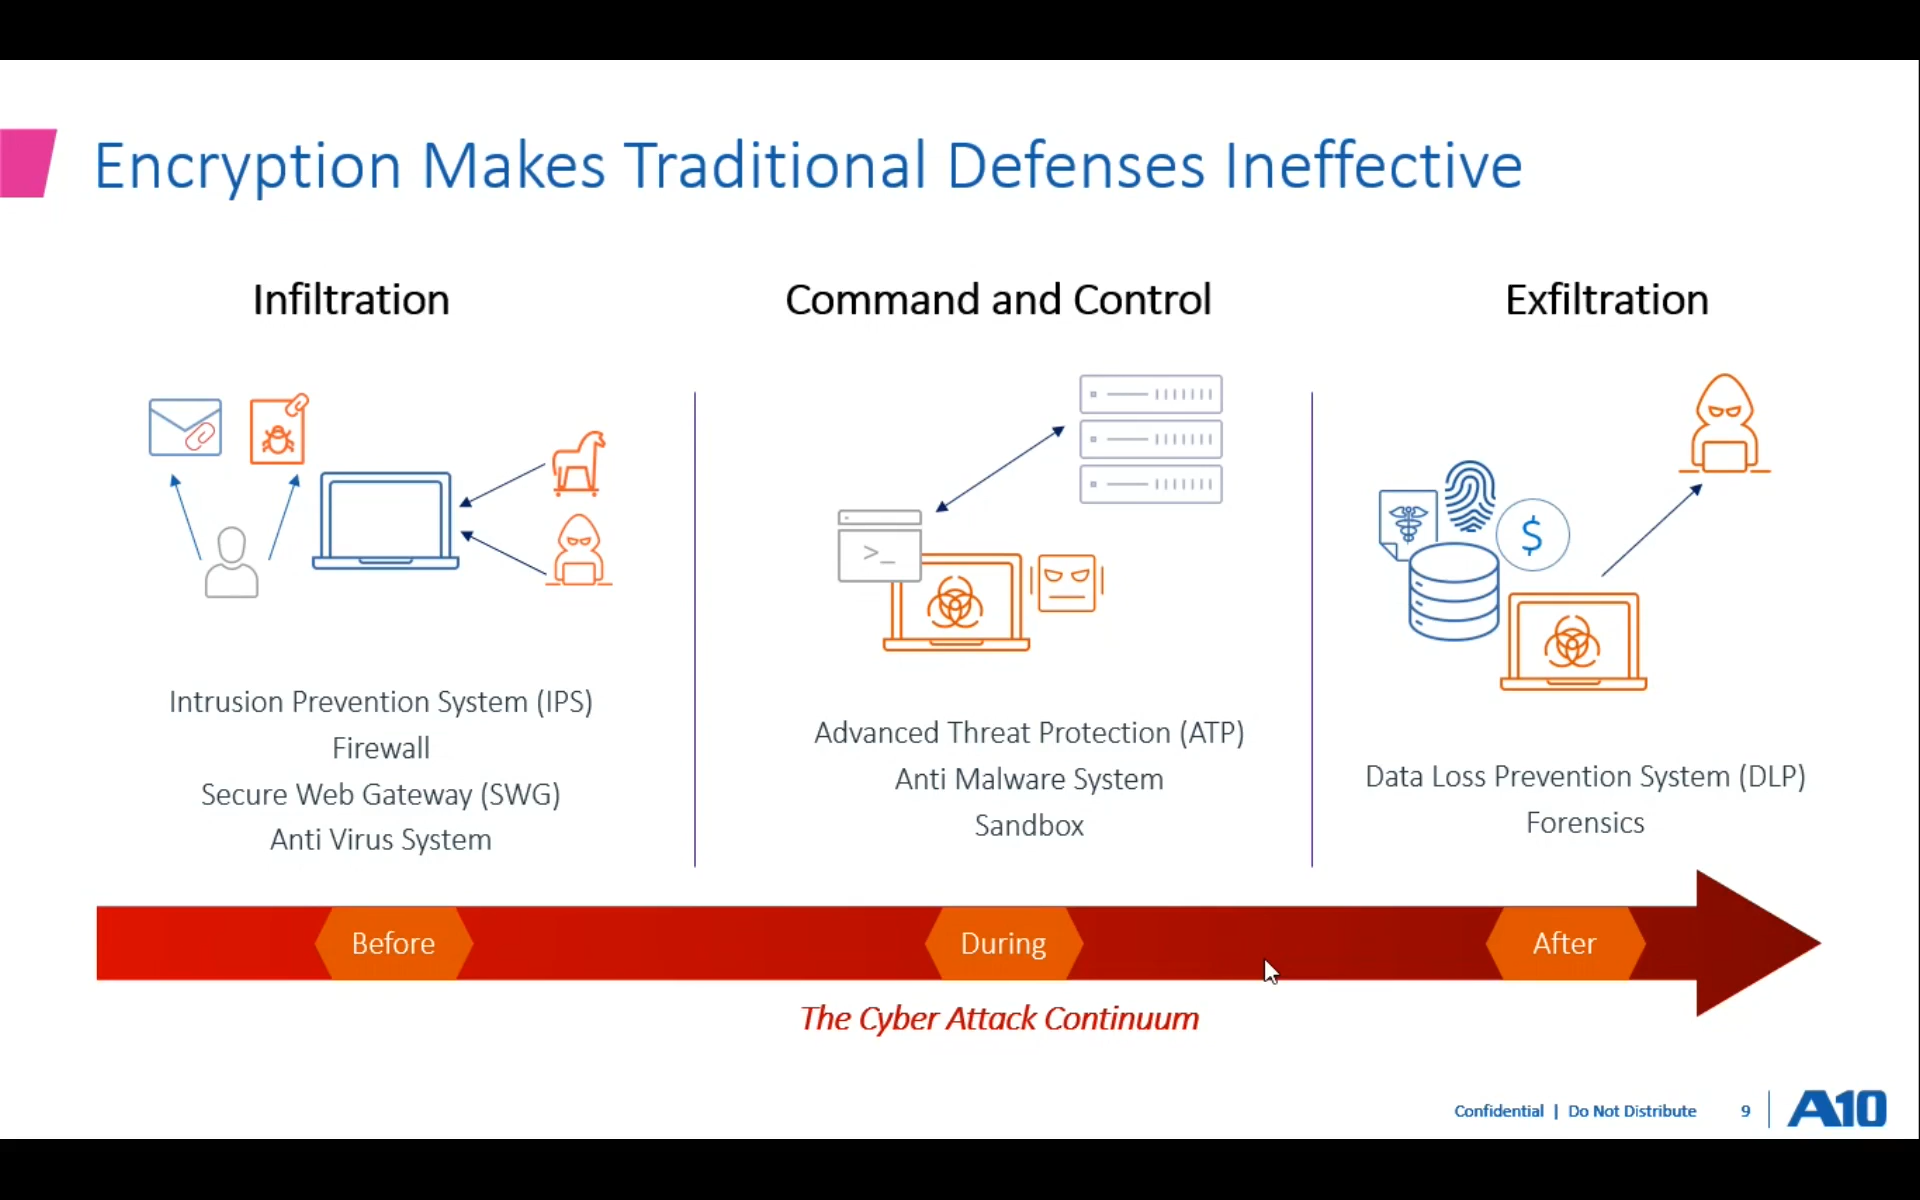 Encryption Makes Traditional Defenses Ineffective
Infiltration
Intrusion Prevention System (IPS)
Firewall
Secure Web Gateway (SWG)
Anti Virus System
Command and Control
>_
Advanced Threat Protection (ATP)
Anti Malware System
Sandbox
Exfiltration
$
Data Loss Prevention System (DLP)
Forensics
Before
During
After
The Cyber Attack Continuum
Confidential | Do Not Distribute 9
A10